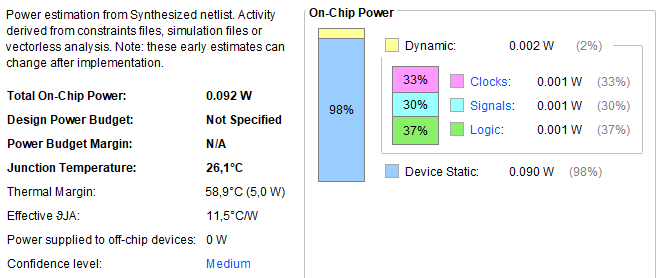 Power estimation from Synthesized netlist. Activity
derived from constraints files, simulation files or
vectorless analysis. Note: these early estimates can
change after implementation.
Total On-Chip Power: 0.092 W
Design Power Budget: Not Specified
Power Budget Margin: N/A
Junction Temperature: 26,1°C
Thermal Margin: 58,9°C (5,0 W)
Effective ϑJA: 11,5°C/W
Power supplied to off-chip devices: 0 W
Confidence level: Medium
On-Chip Power
Dynamic: 0.002 W (2%)
33% Clocks: 0.001 W (33%)
30% Signals: 0.001 W (30%)
37% Logic: 0.001 W (37%)
98%
Device Static: 0.090 W (98%)